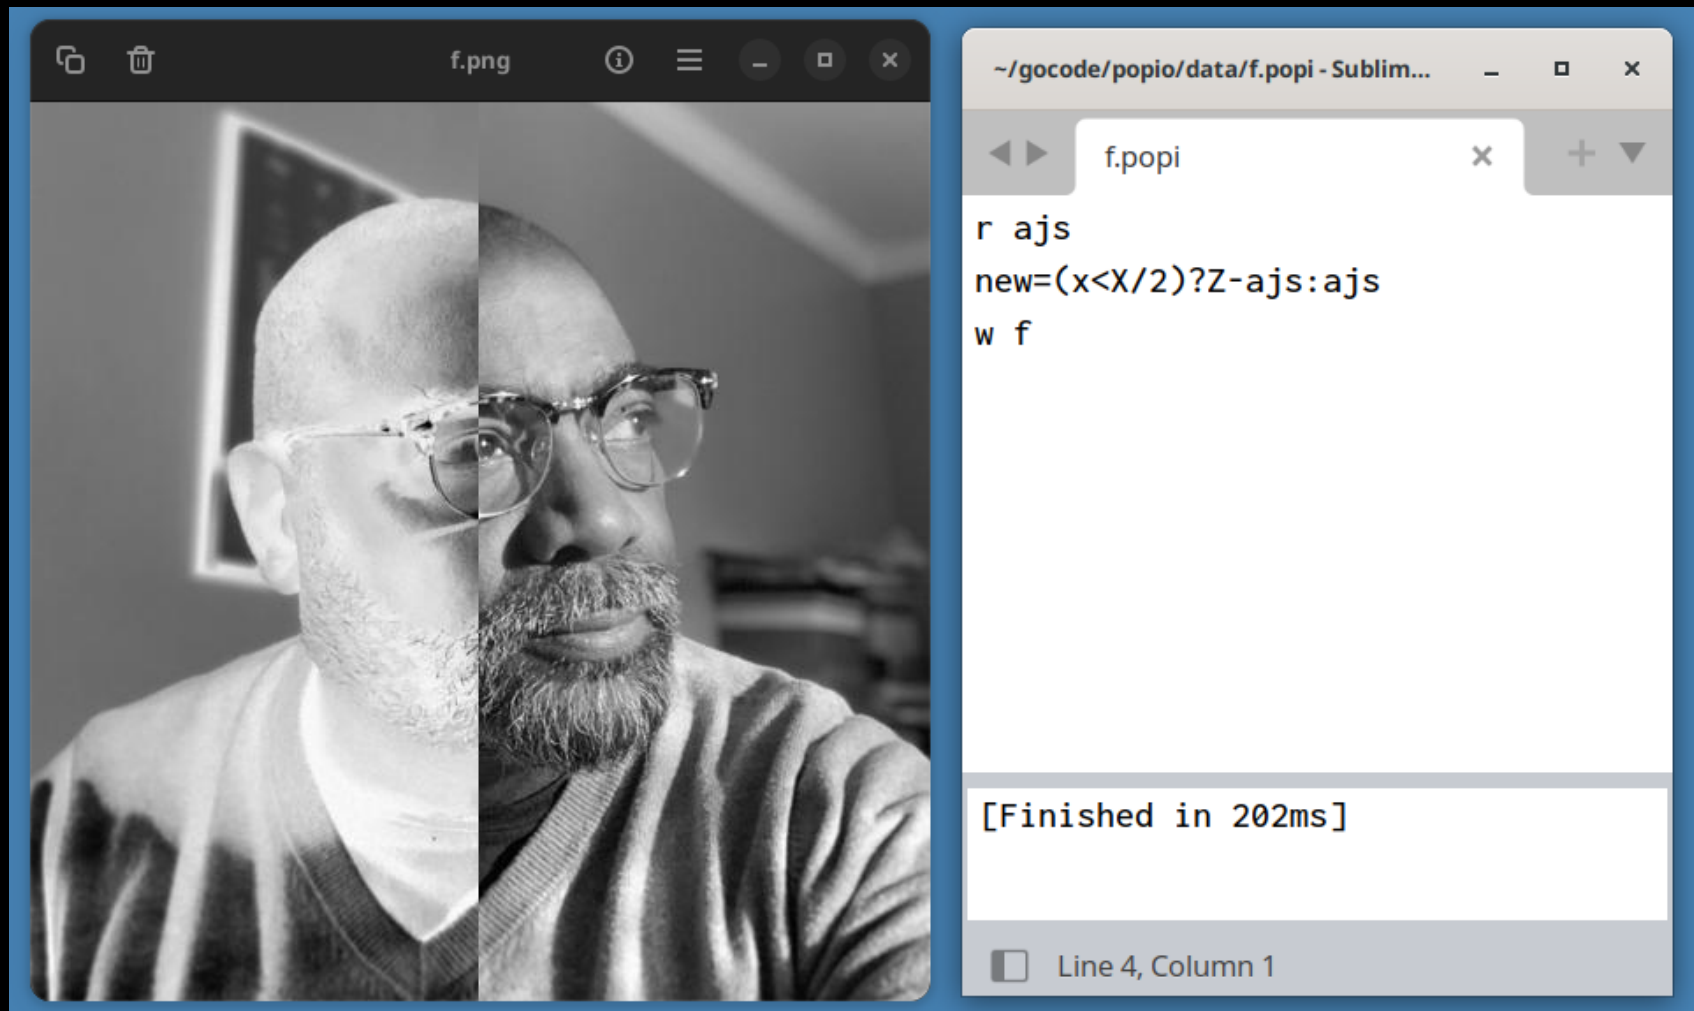 f.png
~/gocode/popio/data/f.popi - Sublim...
f.popi
r ajs
new=(x<X/2)?Z-ajs:ajs
w f
[Finished in 202ms]
Line 4, Column 1